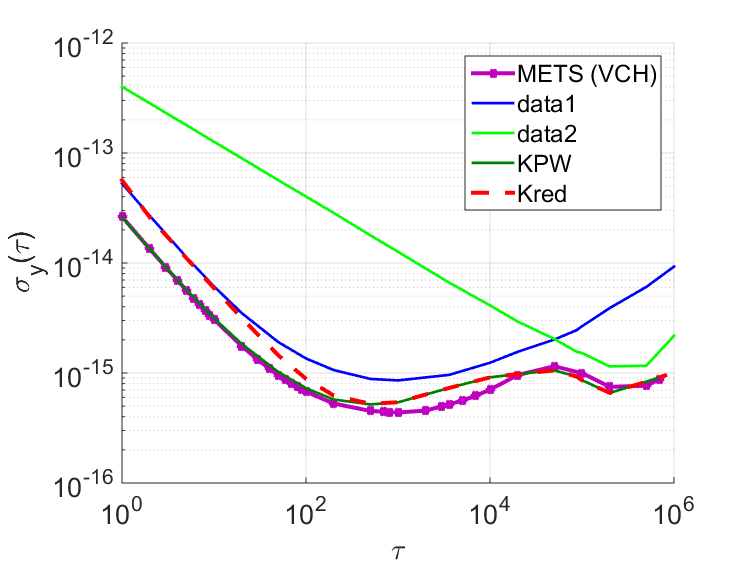 10^-12
10^-13
10^-14
10^-15
10^-16
σ_y(τ)
METS (VCH)
data1
data2
KPW
Kred
10^0 10^2 10^4 10^6
τ